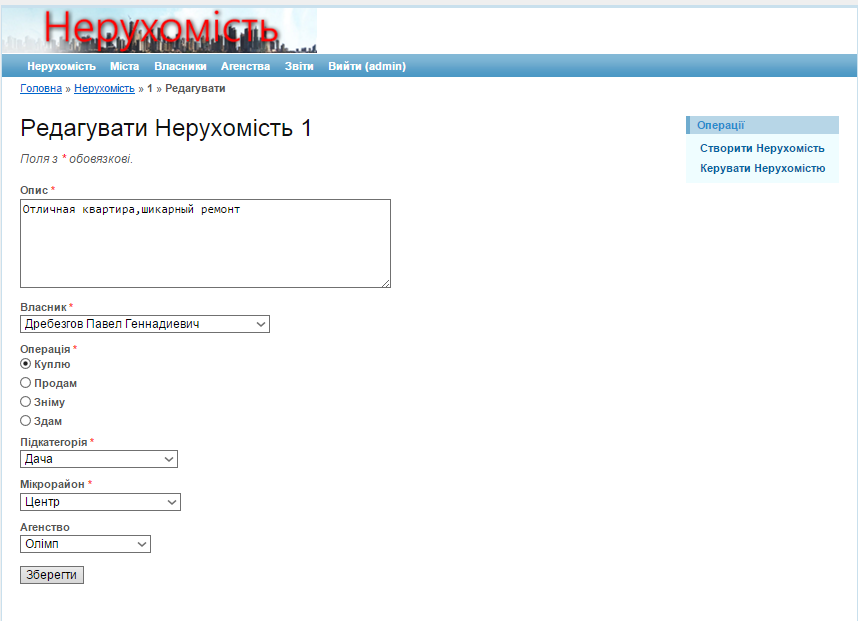 Нерухомість
Нерухомість Міста Власники Агенства Звіти Вийти (admin)
Головна » Нерухомість » 1 » Редагувати
Редагувати Нерухомість 1
Поля з * обовязкові.
Опис *
Отличная квартира,шикарный ремонт
Власник *
Дребезгов Павел Геннадиевич
Операція *
Куплю
Продам
Зніму
Здам
Підкатегорія *
Дача
Мікрорайон *
Центр
Агенство
Олімп
Зберегти
Операції
Створити Нерухомість
Керувати Нерухомістю